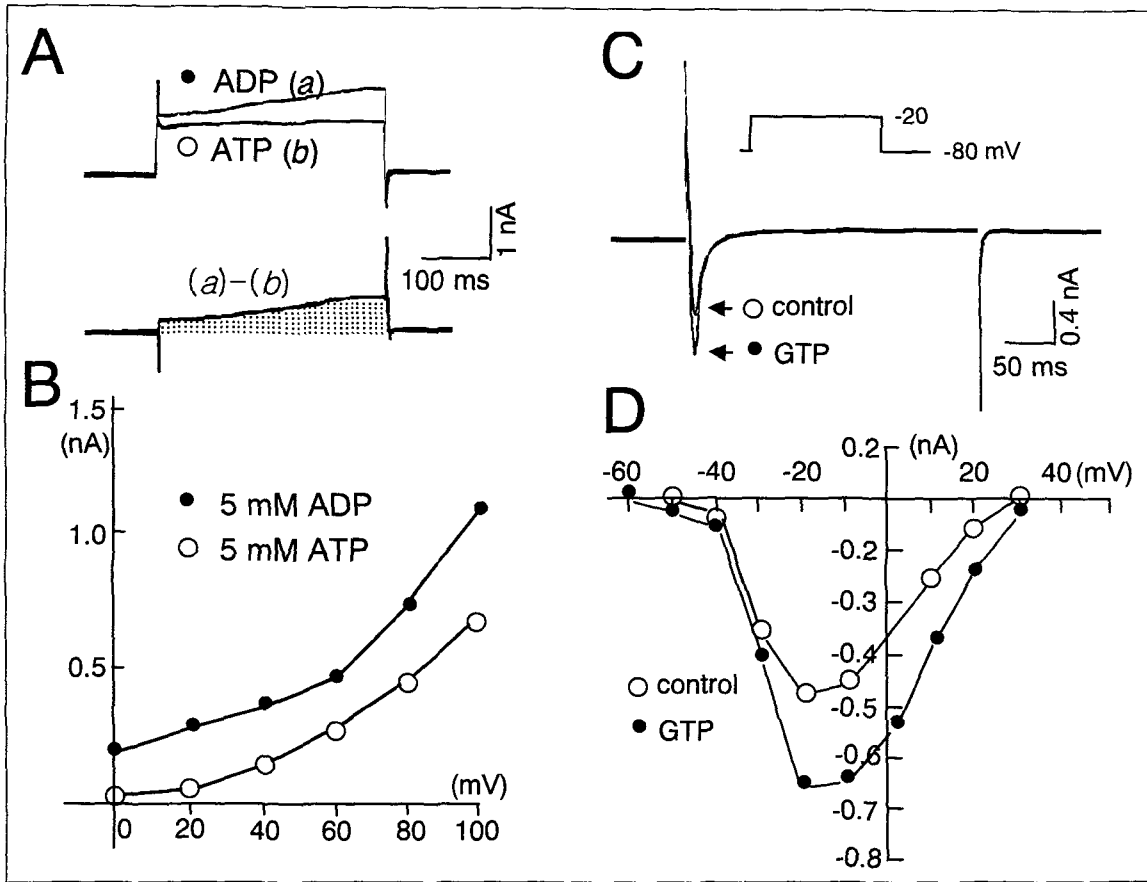 A
● ADP (a)
○ ATP (b)
1 nA
100 ms
(a)-(b)
B
1.5
(nA)
● 5 mM ADP
○ 5 mM ATP
1.0
0.5
(mV)
0 20 40 60 80 100
C
-20
-80 mV
○ control
● GTP
0.4 nA
50 ms
D
0.2
(nA)
-60 -40 -20 20 40 (mV)
-0.2
-0.3
-0.4
-0.5
-0.6
-0.7
-0.8
○ control
● GTP